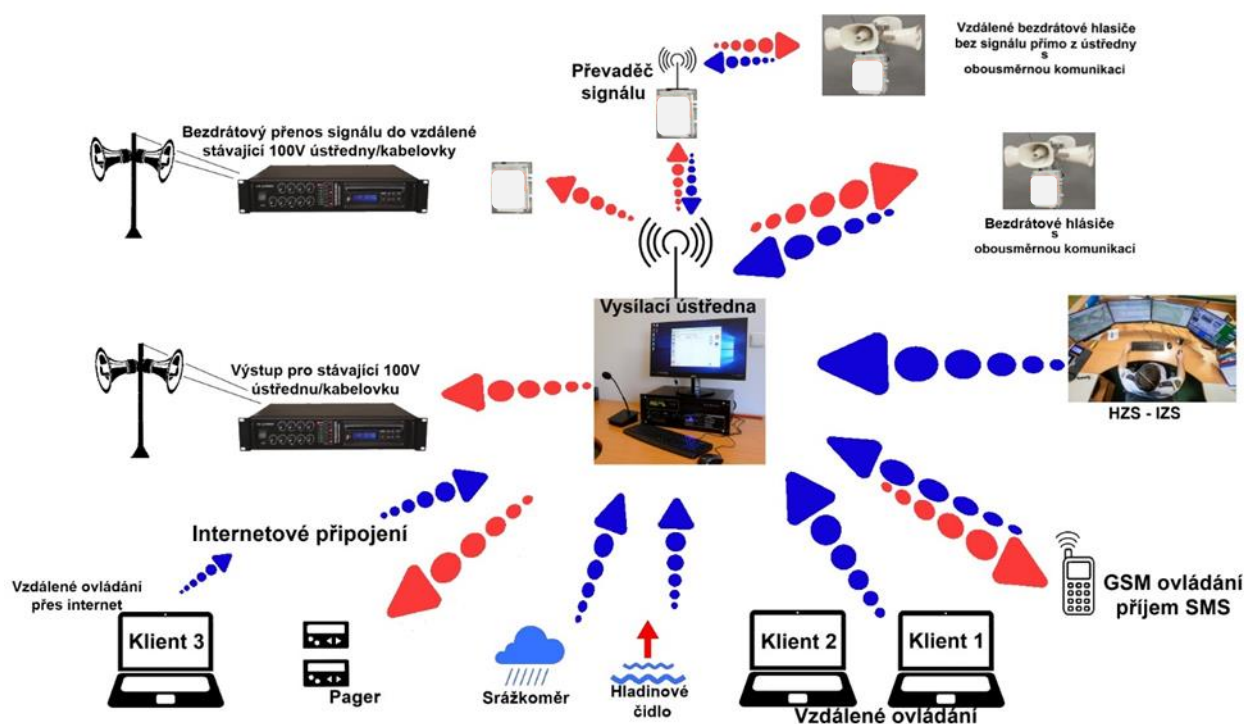 Vzdálené bezdrátové hlasiče
bez signálu přímo z ústředny
s
obousměrnou komunikací
Převaděč
signálu
Bezdrátový přenos signálu do vzdálené
stávající 100V ústředny/kabelovky
Bezdrátové hlásiče
s
obousměrnou komunikací
Vysílací ústředna
Výstup pro stávající 100V
ústřednu/kabelovku
HZS - IZS
Internetové připojení
Vzdálené ovládání
přes internet
GSM ovládání
příjem SMS
Klient 3
Pager
Srážkoměr
Hladinové
čidlo
Klient 2
Klient 1
Vzdálené ovládání